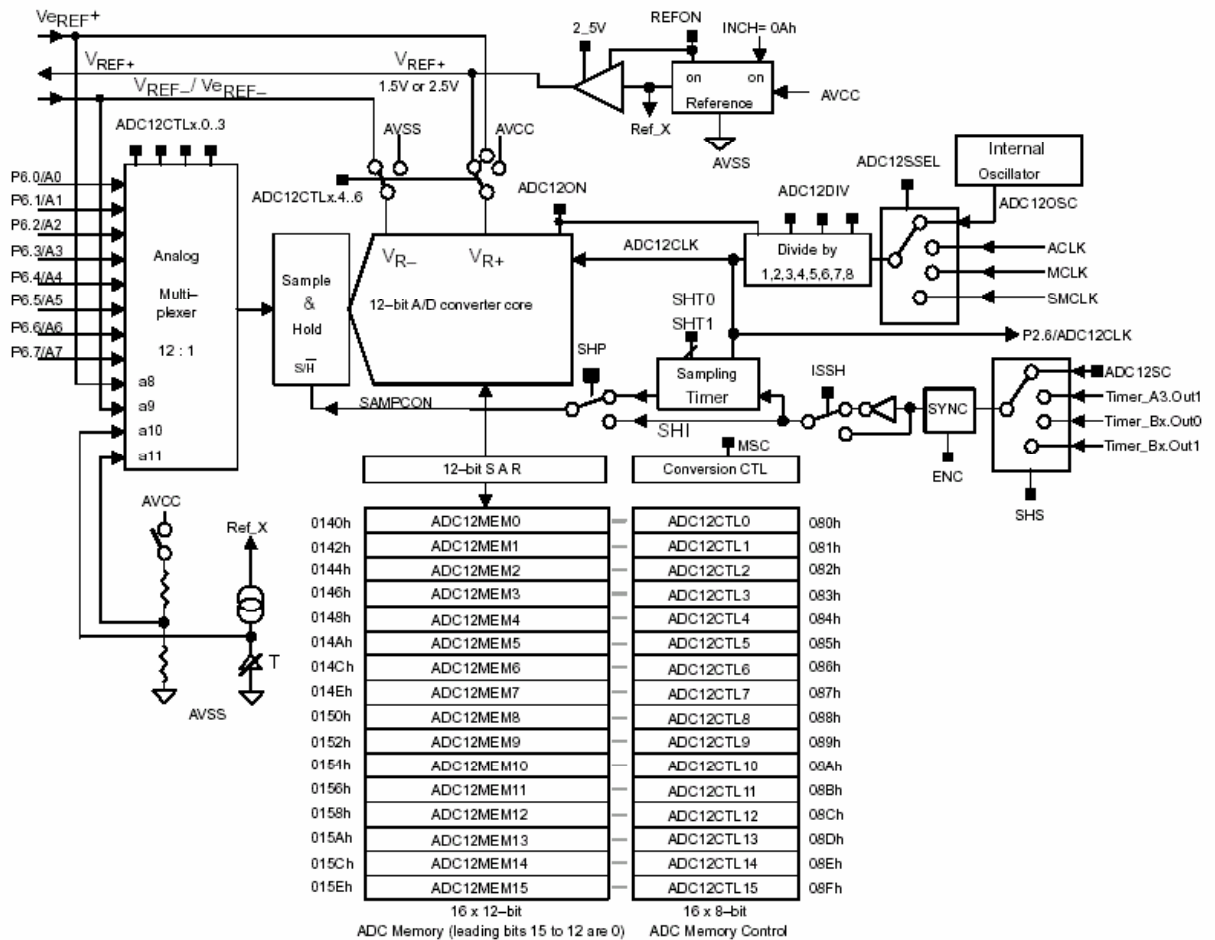 VeREF+
REFON
INCH= 0Ah
2_5V
VREF+
VREF+
1.5V or 2.5V
on
on
Reference
AVCC
VREF–/ VeREF–
Ref_X
AVSS
ADC12CTLx.0..3
AVSS
AVCC
ADC12CTLx.4..6
ADC12ON
ADC12DIV
ADC12SSEL
Internal
Oscillator
ADC12OSC
P6.0/A0
P6.1/A1
P6.2/A2
P6.3/A3
P6.4/A4
P6.5/A5
P6.6/A6
P6.7/A7
a8
a9
a10
a11
Analog
Multi–
plexer
12 : 1
Sample
&
Hold
S/H
VR–
VR+
12–bit A/D converter core
ADC12CLK
Divide by
1,2,3,4,5,6,7,8
ACLK
MCLK
SMCLK
P2.6/ADC12CLK
SHT0
SHT1
SHP
Sampling
Timer
ISSH
SYNC
ENC
ADC12SC
Timer_A3.Out1
Timer_Bx.Out0
Timer_Bx.Out1
SHS
SAMPCON
SHI
MSC
12–bit S A R
Conversion CTL
AVCC
Ref_X
T
AVSS
0140h ADC12MEM0 ADC12CTL0 080h
0142h ADC12MEM1 ADC12CTL1 081h
0144h ADC12MEM2 ADC12CTL2 082h
0146h ADC12MEM3 ADC12CTL3 083h
0148h ADC12MEM4 ADC12CTL4 084h
014Ah ADC12MEM5 ADC12CTL5 085h
014Ch ADC12MEM6 ADC12CTL6 086h
014Eh ADC12MEM7 ADC12CTL7 087h
0150h ADC12MEM8 ADC12CTL8 088h
0152h ADC12MEM9 ADC12CTL9 089h
0154h ADC12MEM10 ADC12CTL10 08Ah
0156h ADC12MEM11 ADC12CTL11 08Bh
0158h ADC12MEM12 ADC12CTL12 08Ch
015Ah ADC12MEM13 ADC12CTL13 08Dh
015Ch ADC12MEM14 ADC12CTL14 08Eh
015Eh ADC12MEM15 ADC12CTL15 08Fh
16 x 12–bit
ADC Memory (leading bits 15 to 12 are 0)
16 x 8–bit
ADC Memory Control